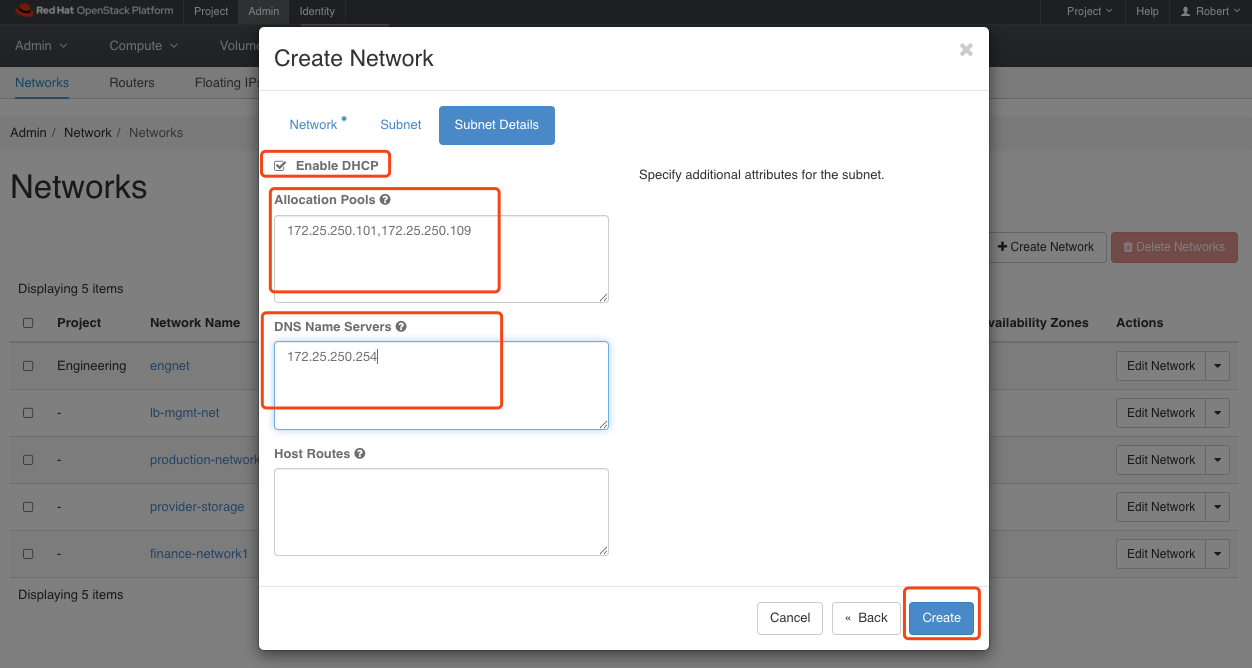 Red Hat OpenStack Platform Project Admin Identity Project Help Robert
Admin Compute
Networks Routers Floating IPs
Admin / Network / Networks
Networks
Create Network
Network * Subnet Subnet Details
Enable DHCP
Specify additional attributes for the subnet.
Allocation Pools
172.25.250.101,172.25.250.109
DNS Name Servers
172.25.250.254
Host Routes
Cancel « Back Create
+ Create Network Delete Networks
Displaying 5 items
Project Network Name Zones Actions
Engineering engnet Edit Network
- lb-mgmt-net Edit Network
- production-network Edit Network
- provider-storage Edit Network
- finance-network1 Edit Network
Displaying 5 items